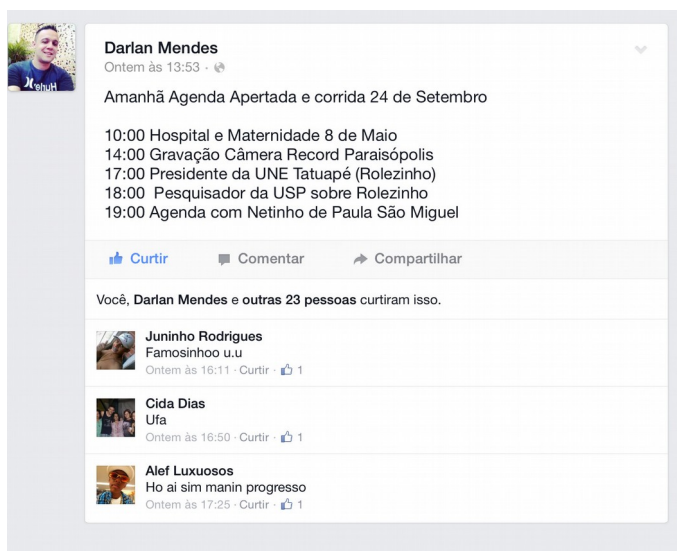 Darlan Mendes
Ontem às 13:53 ·
Amanhã Agenda Apertada e corrida 24 de Setembro
10:00 Hospital e Maternidade 8 de Maio
14:00 Gravação Câmera Record Paraisópolis
17:00 Presidente da UNE Tatuapé (Rolezinho)
18:00 Pesquisador da USP sobre Rolezinho
19:00 Agenda com Netinho de Paula São Miguel
Curtir Comentar Compartilhar
Você, Darlan Mendes e outras 23 pessoas curtiram isso.
Juninho Rodrigues
Famosinhoo u.u
Ontem às 16:11 · Curtir · 1
Cida Dias
Ufa
Ontem às 16:50 · Curtir · 1
Alef Luxuosos
Ho ai sim manin progresso
Ontem às 17:25 · Curtir · 1